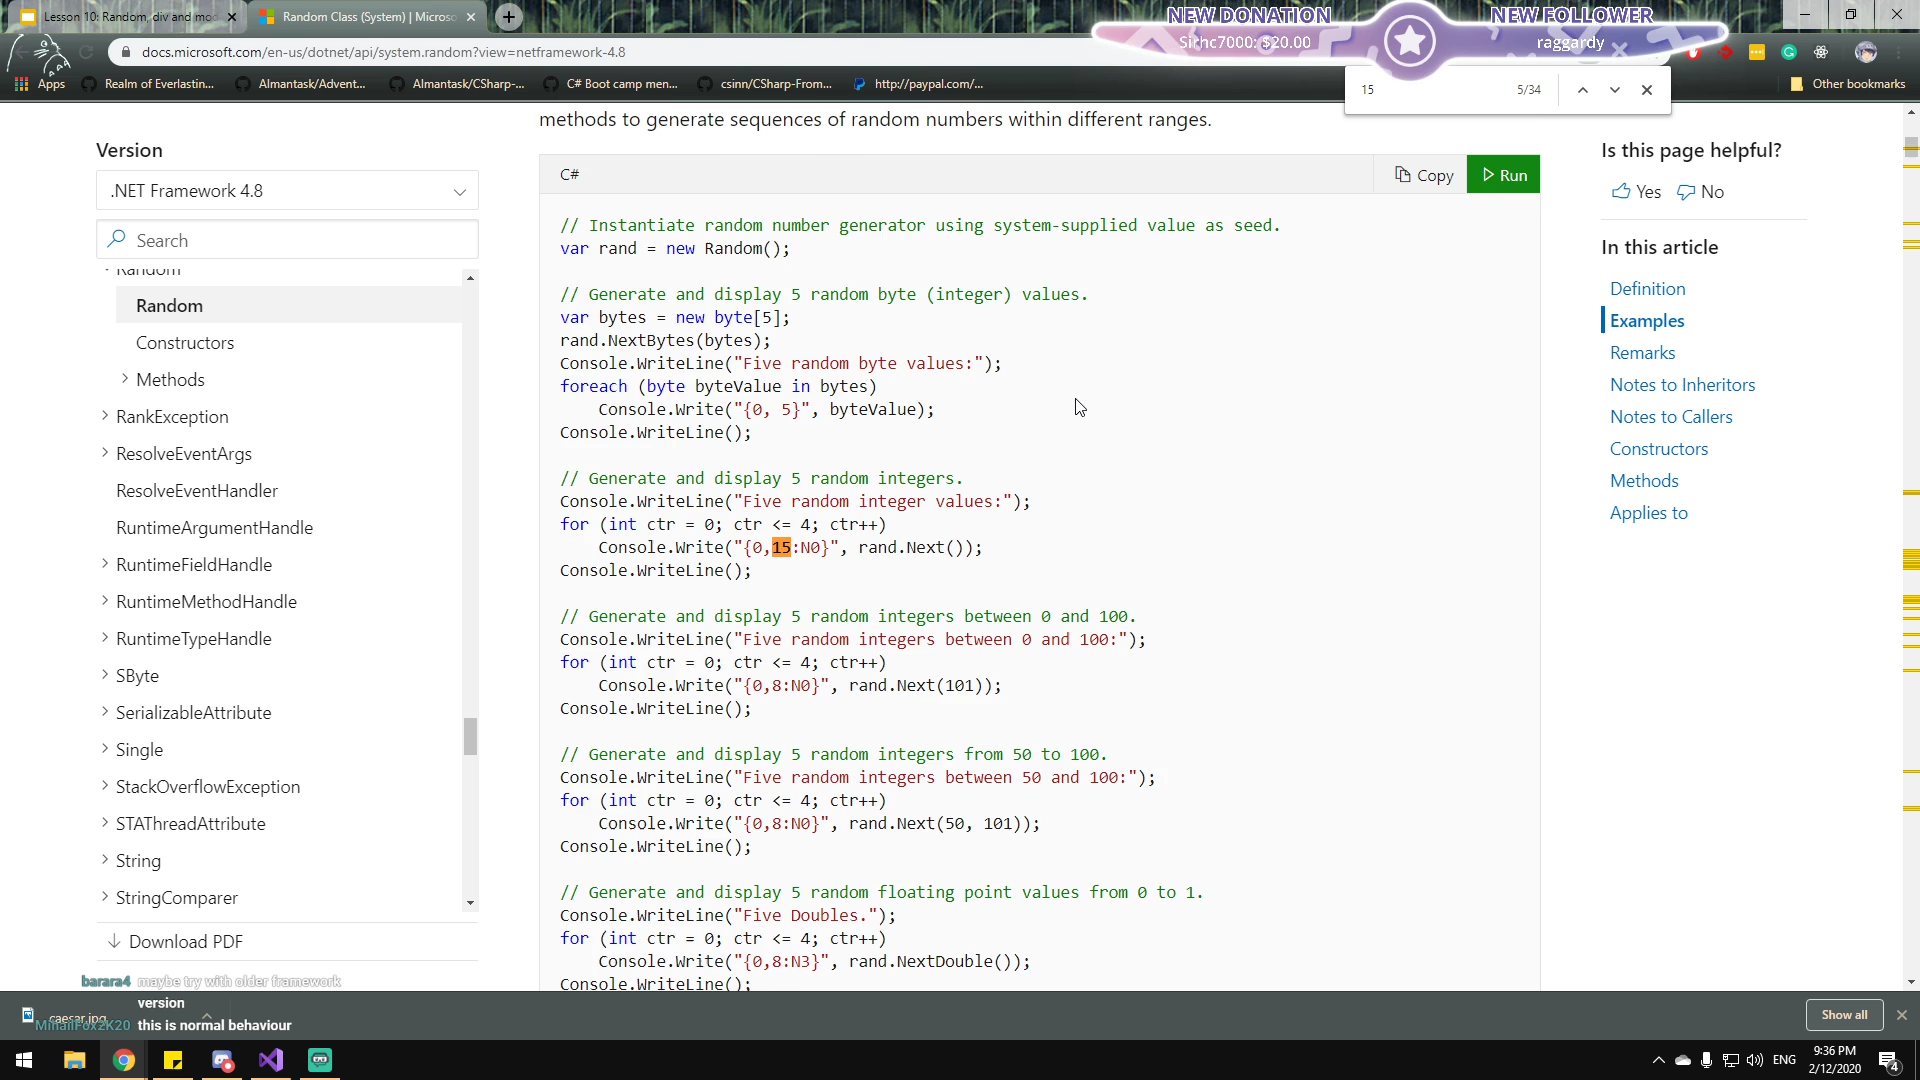 Lesson 10: Random, div and mod
Random Class (System) | Microso
NEW DONATION
Sirhc7000: $20.00
NEW FOLLOWER
raggardy
docs.microsoft.com/en-us/dotnet/api/system.random?view=netframework-4.8
Apps
Realm of Everlastin...
Almantask/Advent...
Almantask/CSharp-...
C# Boot camp men...
csinn/CSharp-From...
http://paypal.com/...
Other bookmarks
15
5/34
methods to generate sequences of random numbers within different ranges.
Version
.NET Framework 4.8
Search
Random
Random
Constructors
Methods
RankException
ResolveEventArgs
ResolveEventHandler
RuntimeArgumentHandle
RuntimeFieldHandle
RuntimeMethodHandle
RuntimeTypeHandle
SByte
SerializableAttribute
Single
StackOverflowException
STAThreadAttribute
String
StringComparer
Download PDF
C#
Copy
Run
// Instantiate random number generator using system-supplied value as seed.
var rand = new Random();
// Generate and display 5 random byte (integer) values.
var bytes = new byte[5];
rand.NextBytes(bytes);
Console.WriteLine("Five random byte values:");
foreach (byte byteValue in bytes)
Console.Write("{0, 5}", byteValue);
Console.WriteLine();
// Generate and display 5 random integers.
Console.WriteLine("Five random integer values:");
for (int ctr = 0; ctr <= 4; ctr++)
Console.Write("{0,15:N0}", rand.Next());
Console.WriteLine();
// Generate and display 5 random integers between 0 and 100.
Console.WriteLine("Five random integers between 0 and 100:");
for (int ctr = 0; ctr <= 4; ctr++)
Console.Write("{0,8:N0}", rand.Next(101));
Console.WriteLine();
// Generate and display 5 random integers from 50 to 100.
Console.WriteLine("Five random integers between 50 and 100:");
for (int ctr = 0; ctr <= 4; ctr++)
Console.Write("{0,8:N0}", rand.Next(50, 101));
Console.WriteLine();
// Generate and display 5 random floating point values from 0 to 1.
Console.WriteLine("Five Doubles.");
for (int ctr = 0; ctr <= 4; ctr++)
Console.Write("{0,8:N3}", rand.NextDouble());
Console.WriteLine();
Is this page helpful?
Yes
No
In this article
Definition
Examples
Remarks
Notes to Inheritors
Notes to Callers
Constructors
Methods
Applies to
barara4 maybe try with older framework
version
MihailFox2K20 this is normal behaviour
caesar.jpg
Show all
ENG
9:36 PM
2/12/2020
4